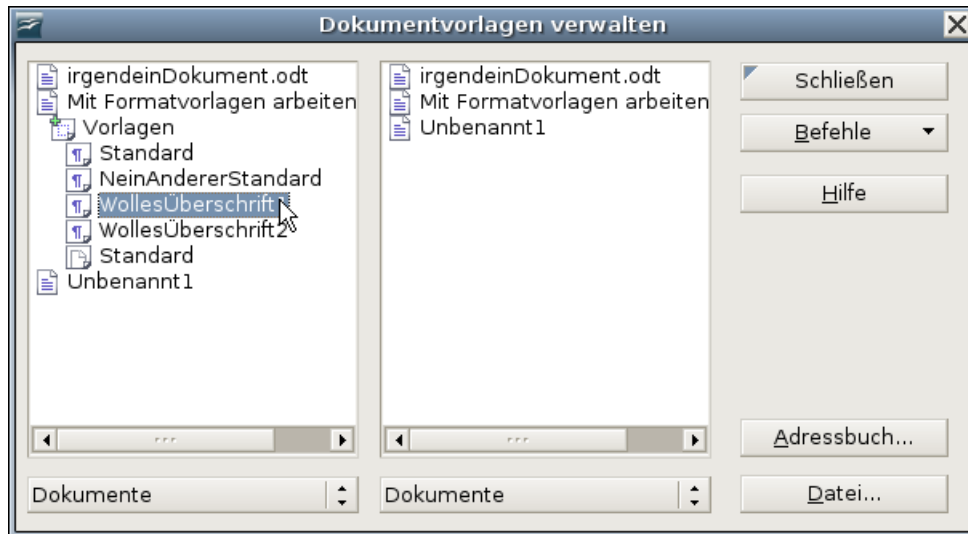 Dokumentvorlagen verwalten
irgendeinDokument.odt
Mit Formatvorlagen arbeiten
Vorlagen
Standard
NeinAndererStandard
WollesÜberschrift
WollesÜberschrift2
Standard
Unbenannt1
Dokumente
irgendeinDokument.odt
Mit Formatvorlagen arbeiten
Unbenannt1
Dokumente
Schließen
Befehle
Hilfe
Adressbuch...
Datei...